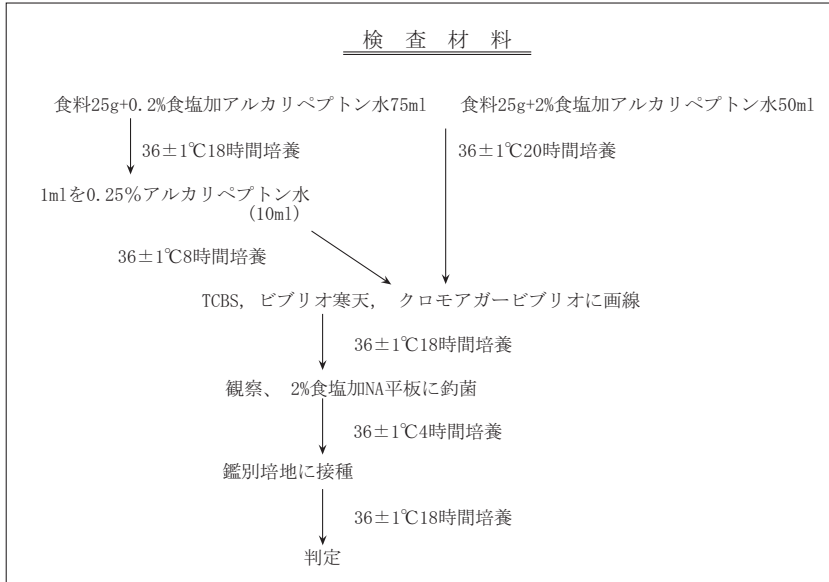 検 査 材 料
食料25g+0.2%食塩加アルカリペプトン水75ml
食料25g+2%食塩加アルカリペプトン水50ml
36±1℃18時間培養
36±1℃20時間培養
1mlを0.25%アルカリペプトン水
(10ml)
36±1℃8時間培養
TCBS, ビブリオ寒天, クロモアガービブリオに画線
36±1℃18時間培養
観察、 2%食塩加NA平板に釣菌
36±1℃4時間培養
鑑別培地に接種
36±1℃18時間培養
判定